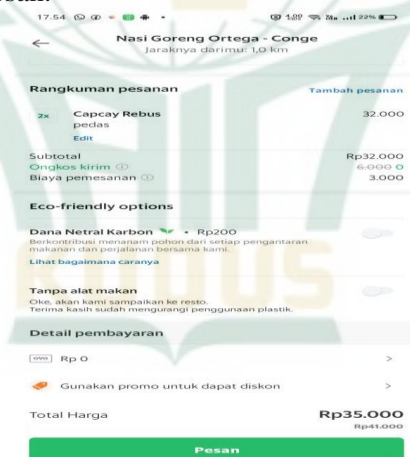 17.54
22%
Nasi Goreng Ortega - Conge
Jaraknya darimu: 1,0 km
Rangkuman pesanan
Tambah pesanan
2x Capcay Rebus 32.000
pedas
Edit
Subtotal Rp32.000
Ongkos kirim 6.000 0
Biaya pemesanan 3.000
Eco-friendly options
Dana Netral Karbon • Rp200
Berkontribusi menanam pohon dari setiap pengantaran
makanan dan perjalanan bersama kami.
Lihat bagaimana caranya
Tanpa alat makan
Oke, akan kami sampaikan ke resto.
Terima kasih sudah mengurangi penggunaan plastik.
Detail pembayaran
OVO Rp 0 >
Gunakan promo untuk dapat diskon >
Total Harga Rp35.000
Rp41.000
Pesan